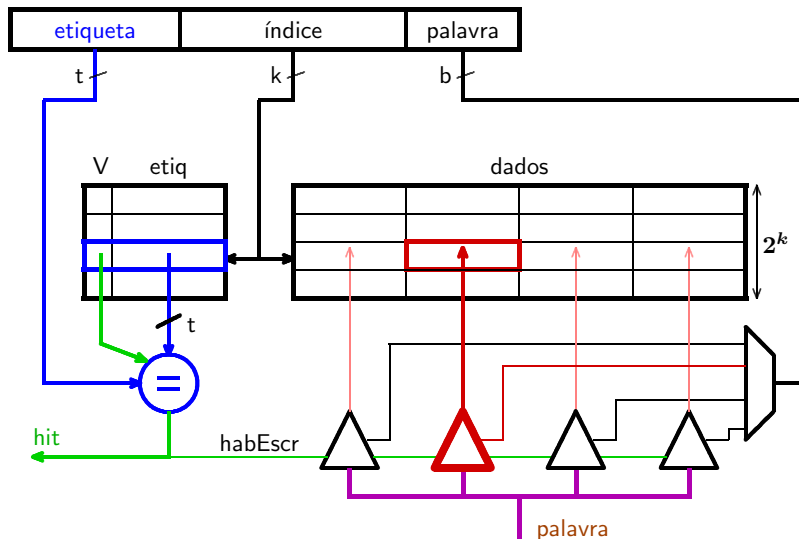 etiqueta índice palavra
t k b
V etiq dados
2^k
t
hit
habEscr
palavra